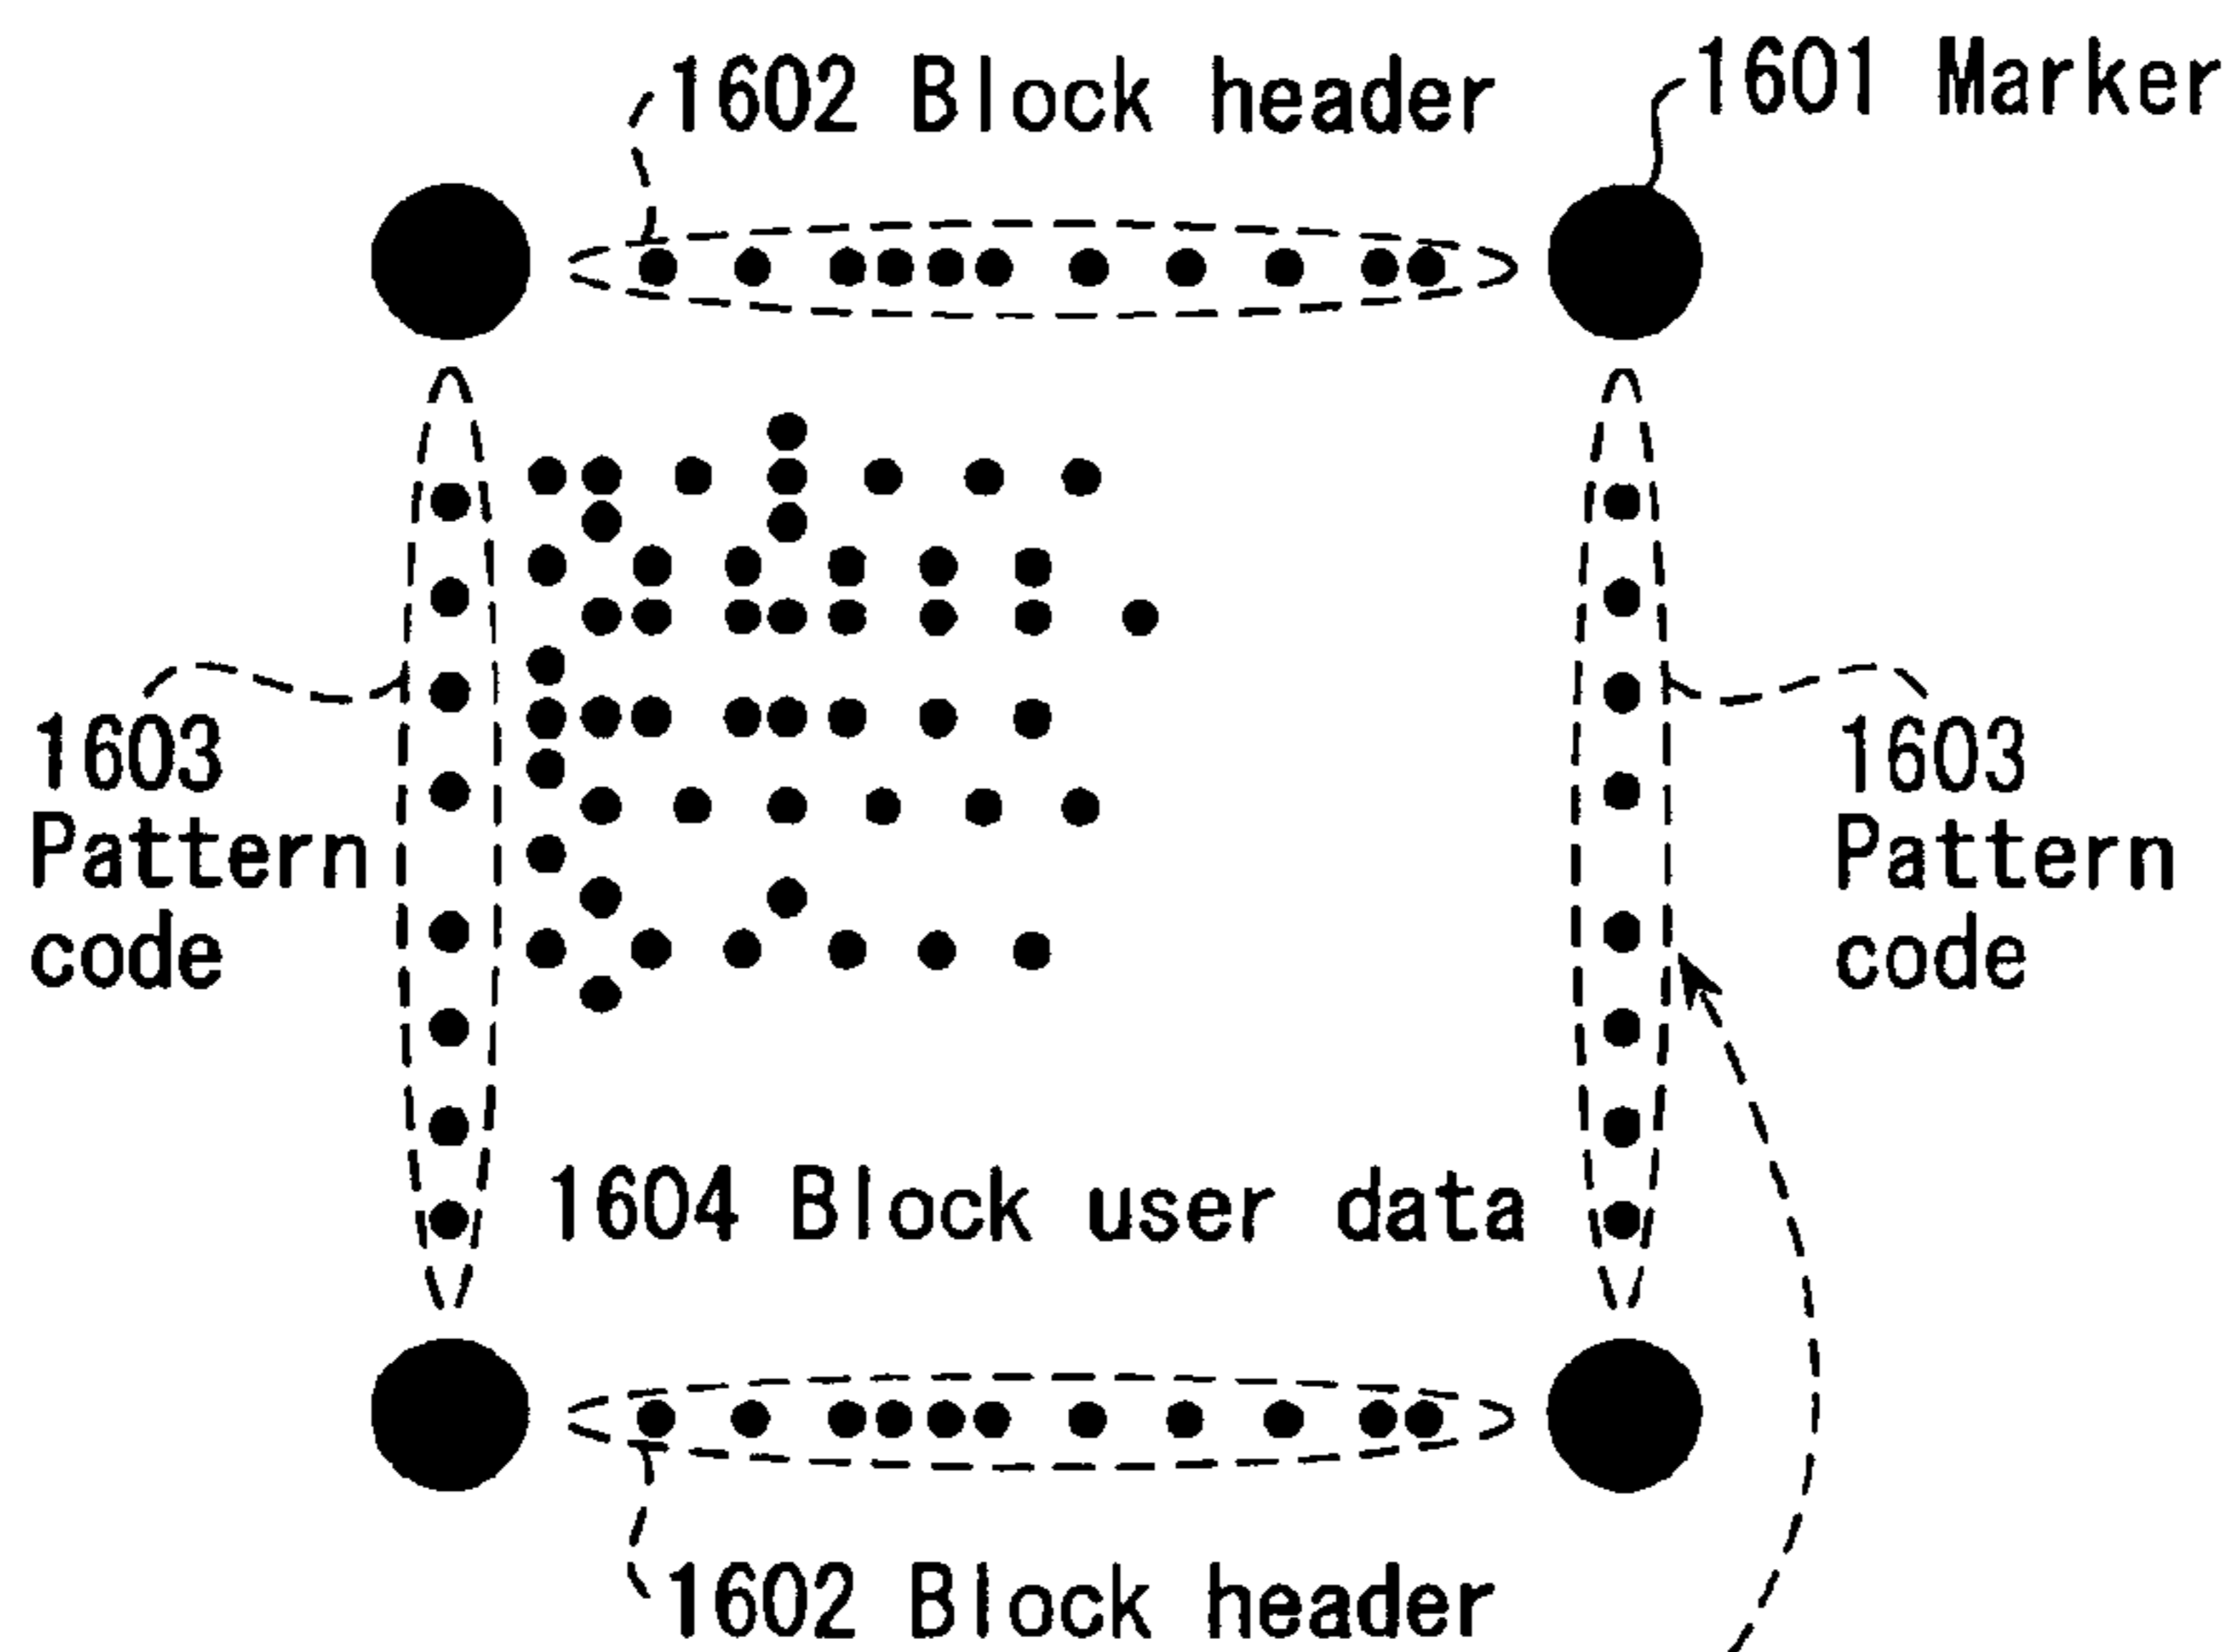 1602 Block header
1601 Marker
1603
Pattern
code
1603
Pattern
code
1604 Block user data
1602 Block header